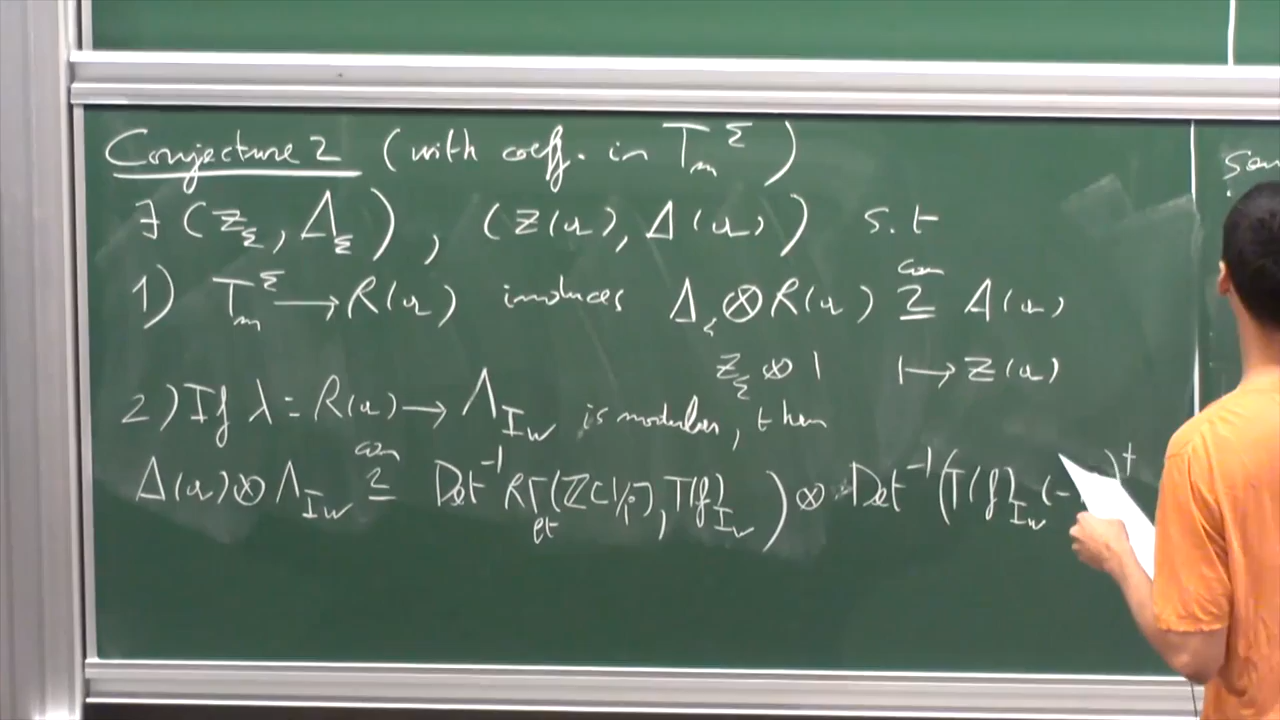 Conjecture 2 (with coeff. in T_m^Σ)
∃ (z_Σ, Δ_Σ), (z(a), Δ(a)) s.t
1) T_m^Σ → R(a) induces Δ_Σ ⊗ R(a) ≅^can Δ(a)
z_Σ ⊗ 1 ↦ z(a)
2) If λ = R(a) → Λ_Iw is modular, then
Δ(a) ⊗ Λ_Iw ≅^can Det^{-1} RΓ_et(Z[1/p], T(f)_Iw) ⊗ Det^{-1}(T(f)_Iw(-)^+